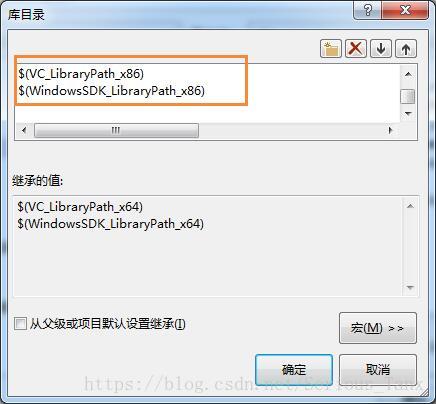 库目录
$(VC_LibraryPath_x86)
$(WindowsSDK_LibraryPath_x86)
继承的值:
$(VC_LibraryPath_x64)
$(WindowsSDK_LibraryPath_x64)
从父级或项目默认设置继承(I)
宏(M) >>
确定
取消
https://blog.csdn.net/Seriour_fanx